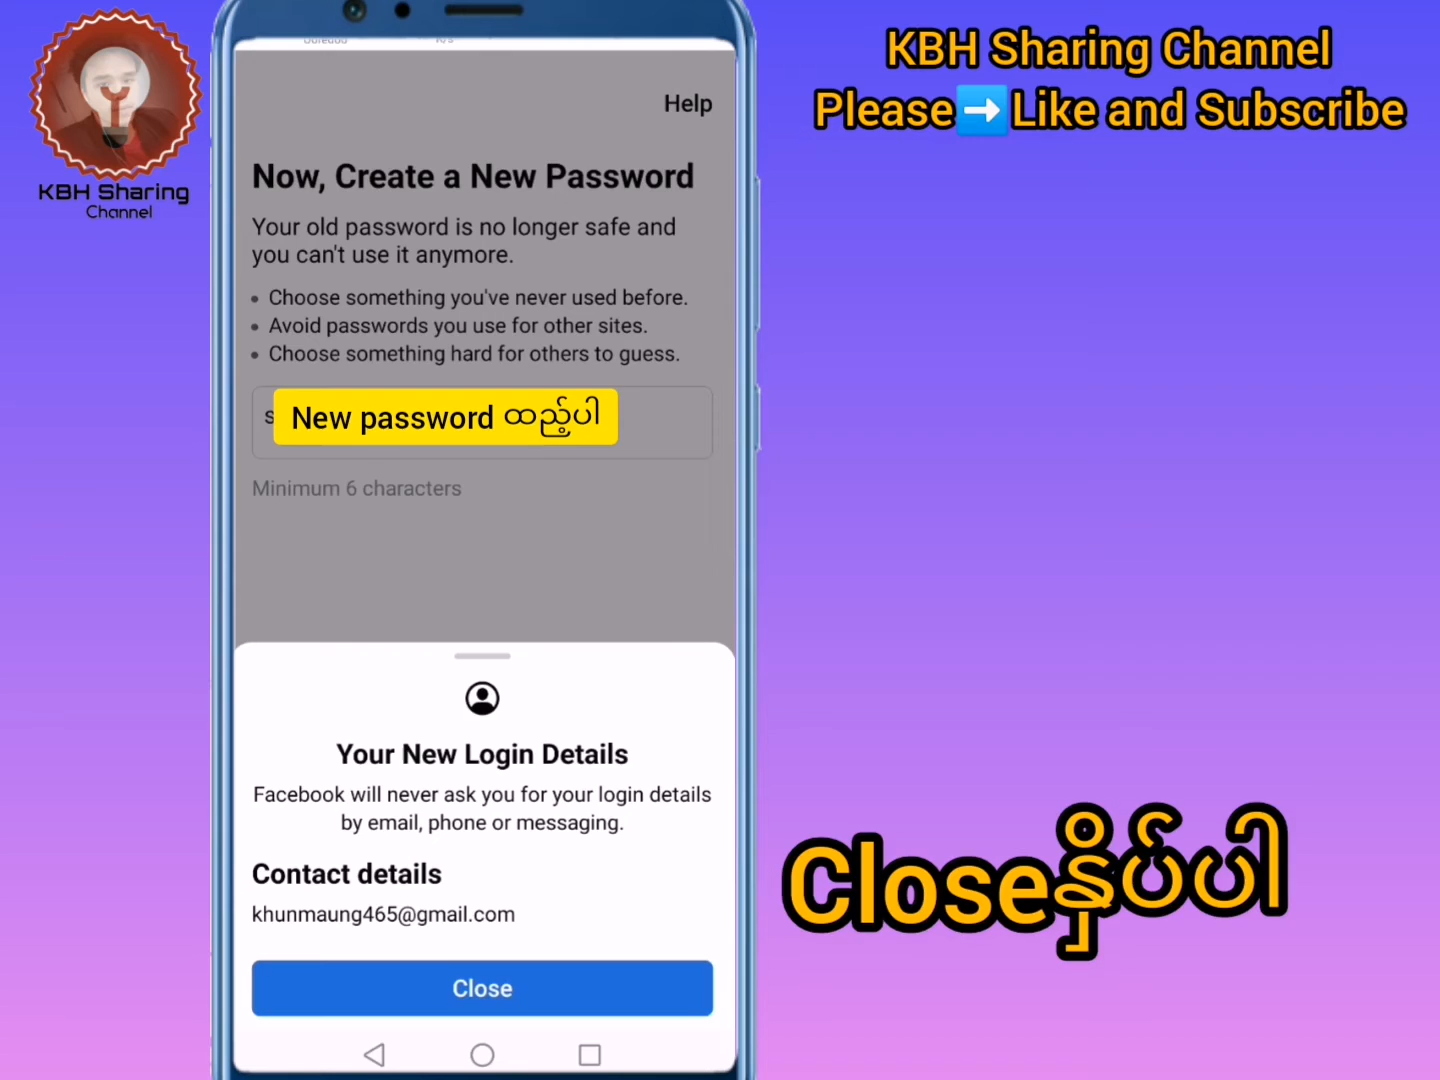 KBH Sharing Channel
Please➡Like and Subscribe
KBH Sharing
Channel
Help
Now, Create a New Password
Your old password is no longer safe and
you can't use it anymore.
• Choose something you've never used before.
• Avoid passwords you use for other sites.
• Choose something hard for others to guess.
New password ထည့်ပါ
Minimum 6 characters
Your New Login Details
Facebook will never ask you for your login details
by email, phone or messaging.
Contact details
khunmaung465@gmail.com
Closeနှိပ်ပါ
Close